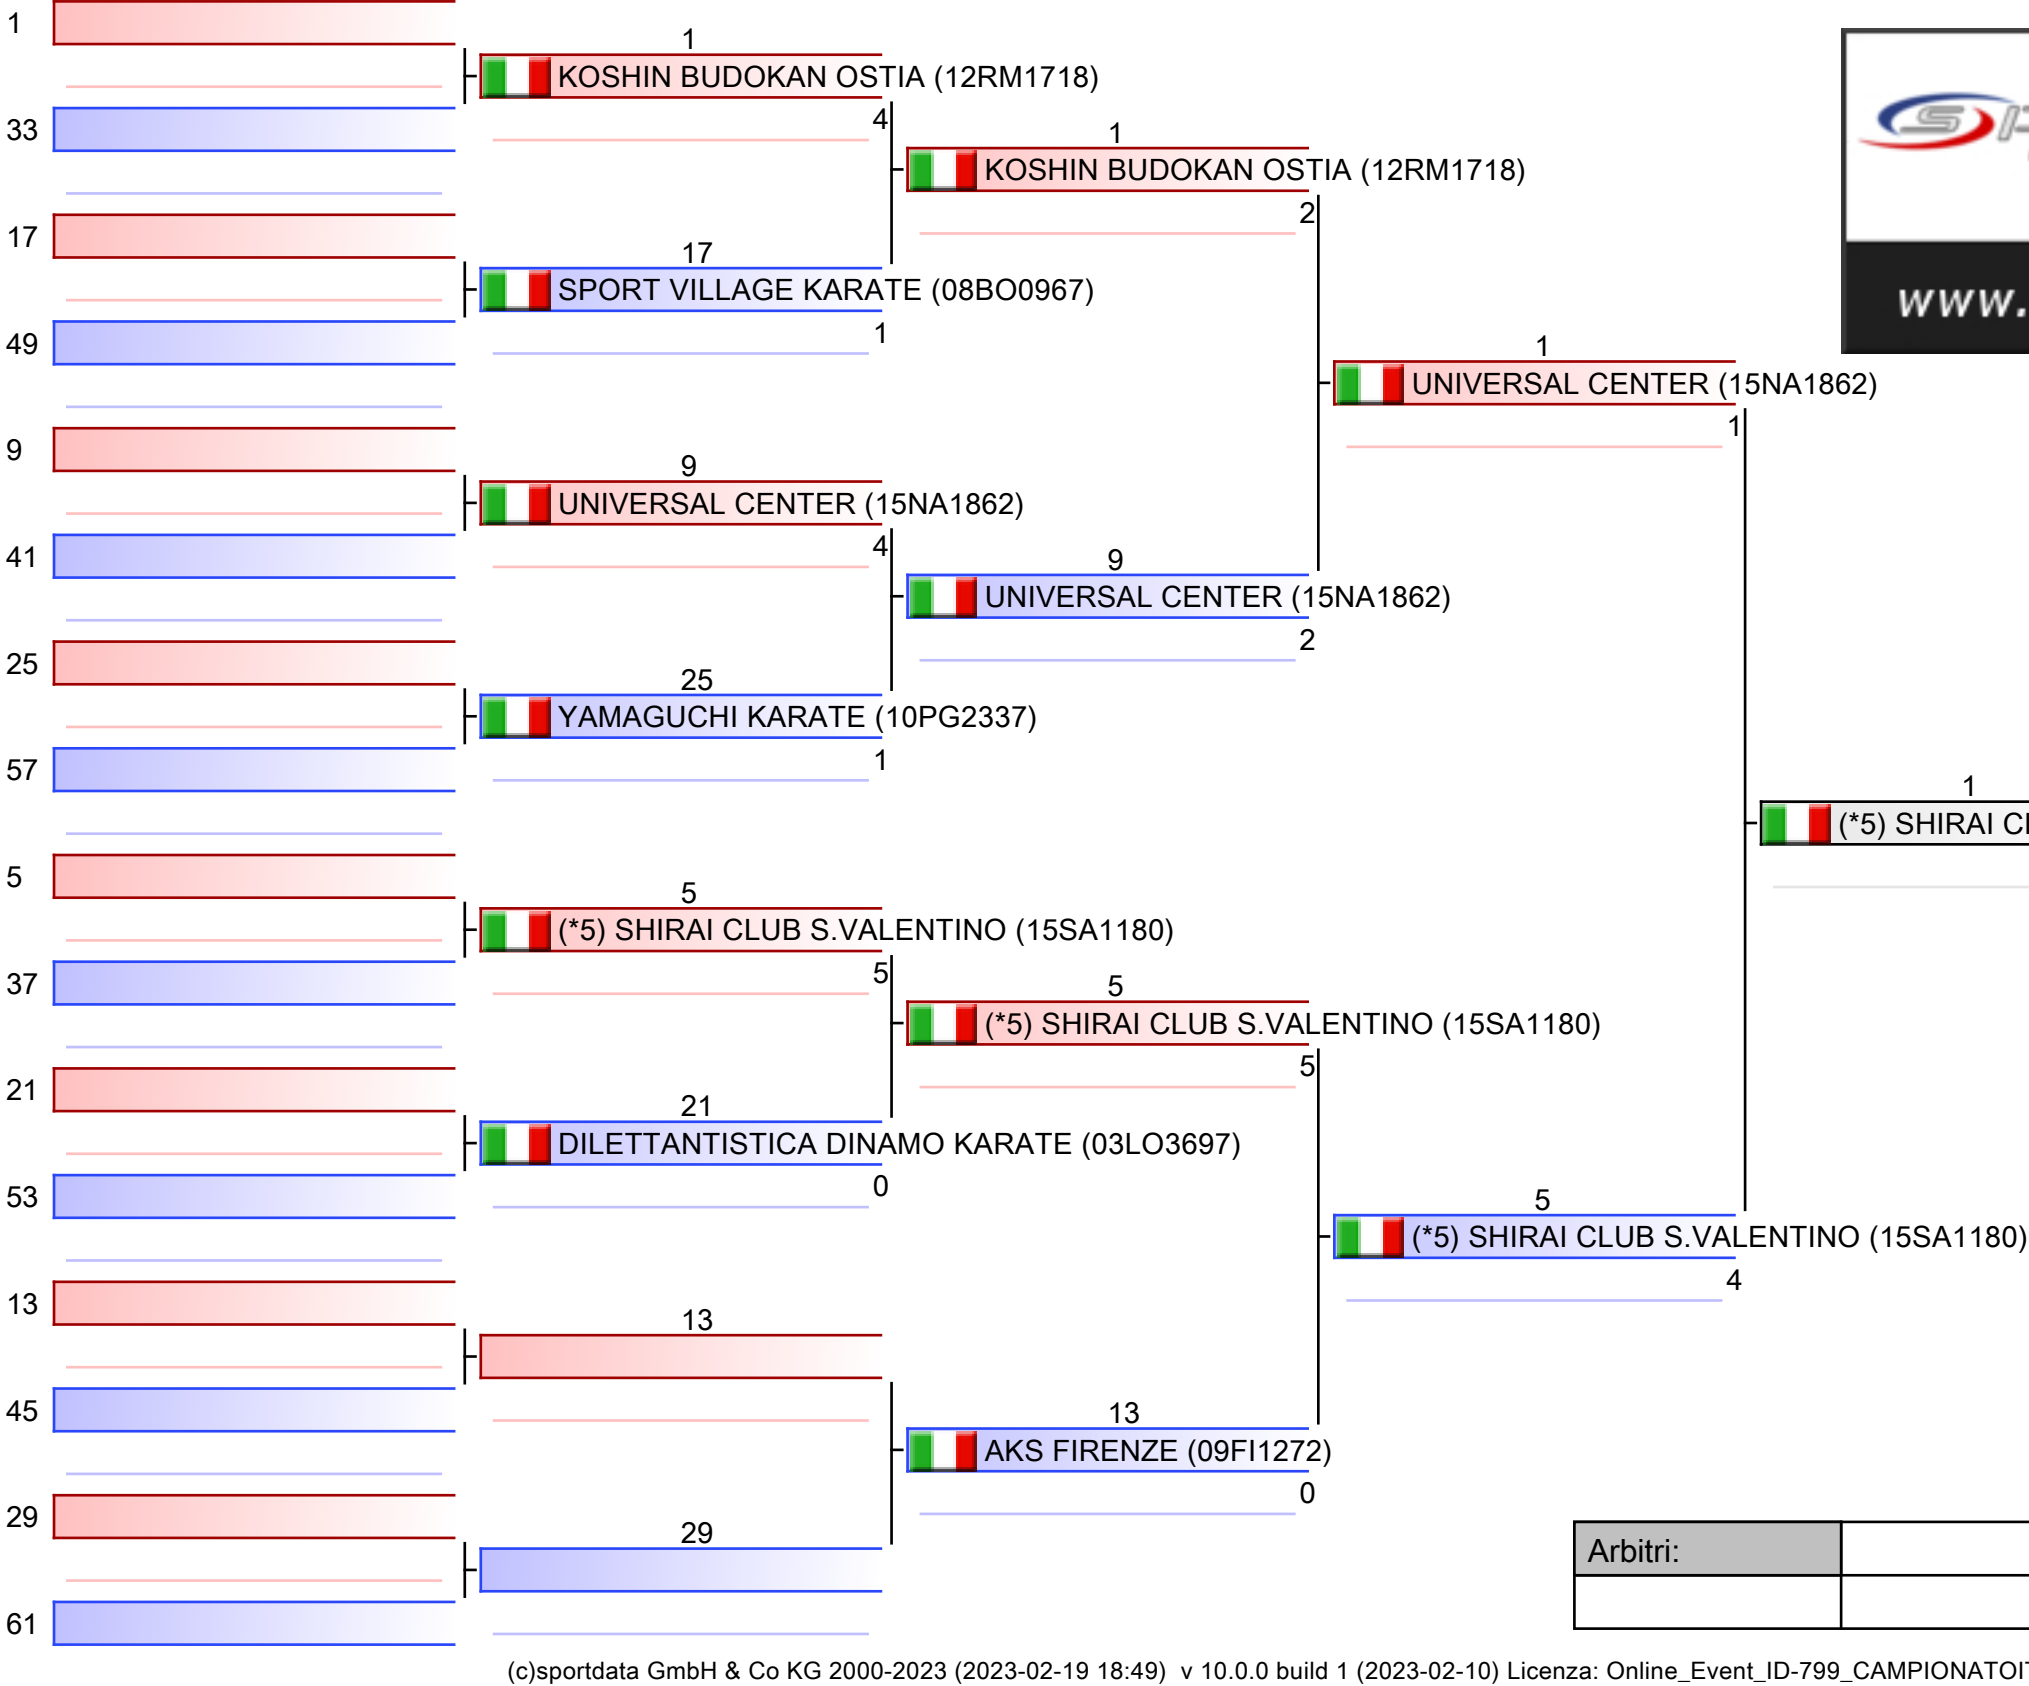 1
33
17
49
9
41
25
57
5
37
21
53
13
45
29
61
1
KOSHIN BUDOKAN OSTIA (12RM1718)
4
17
SPORT VILLAGE KARATE (08BO0967)
1
9
UNIVERSAL CENTER (15NA1862)
4
25
YAMAGUCHI KARATE (10PG2337)
1
5
(*5) SHIRAI CLUB S.VALENTINO (15SA1180)
5
21
DILETTANTISTICA DINAMO KARATE (03LO3697)
0
13
29
1
KOSHIN BUDOKAN OSTIA (12RM1718)
2
9
UNIVERSAL CENTER (15NA1862)
2
5
(*5) SHIRAI CLUB S.VALENTINO (15SA1180)
5
13
AKS FIRENZE (09FI1272)
0
1
UNIVERSAL CENTER (15NA1862)
1
5
(*5) SHIRAI CLUB S.VALENTINO (15SA1180)
4
1
(*5) SHIRAI
www.
Arbitri:
(c)sportdata GmbH & Co KG 2000-2023 (2023-02-19 18:49) v 10.0.0 build 1 (2023-02-10) Licenza: Online_Event_ID-799_CAMPIONATOIT